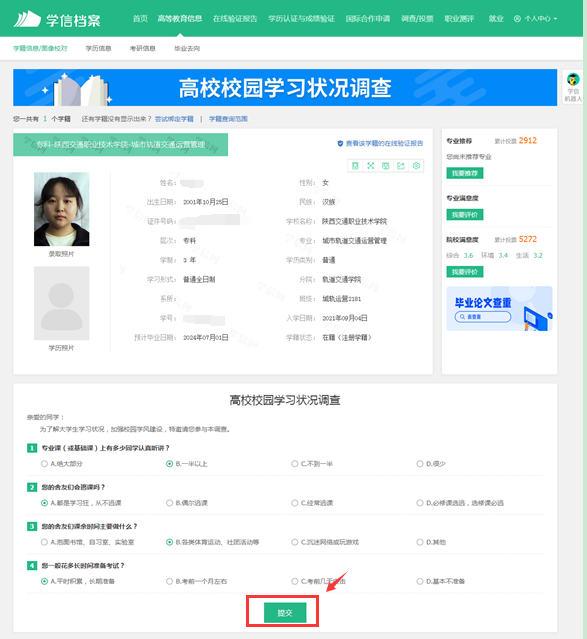 学信档案
首页 高等教育信息 在线验证报告 学历认证与成绩验证 国际合作申请 调查/投票 职业测评 就业 个人中心
学籍信息/图像校对 学历信息 考研信息 毕业去向
高校校园学习状况调查
学信
机器人
您一共有 1 个学籍 还有学籍没有显示出来？ 尝试绑定学籍 | 学籍查询范围
专科-陕西交通职业技术学院-城市轨道交通运营管理
查看该学籍的在线验证报告
录取照片
学历照片
姓名：
性别： 女
出生日期： 2001年10月25日
民族： 汉族
证件号码：
学校名称： 陕西交通职业技术学院
层次： 专科
专业： 城市轨道交通运营管理
学制： 3 年
学历类别： 普通
学习形式： 普通全日制
分院： 轨道交通学院
系所：
班级： 城轨运营2181
学号：
入学日期： 2021年09月04日
预计毕业日期： 2024年07月01日
学籍状态： 在籍（注册学籍）
专业推荐 累计投票 2912
您尚未推荐专业
我要推荐
专业满意度
我要评价
院校满意度 累计投票 5272
综合 3.6 环境 3.4 生活 3.2
我要评价
毕业论文查重
去查重
高校校园学习状况调查
亲爱的同学：
为了解大学生学习状况，加强校园学风建设，特邀请您参与本调查。
1 专业课（或基础课）上有多少同学认真听讲？
A.绝大部分 B.一半以上 C.不到一半 D.很少
2 您的舍友们会逃课吗？
A.都是学习狂，从不逃课 B.偶尔逃课 C.经常逃课 D.必修课选逃，选修课必逃
3 您的舍友们课余时间主要做什么？
A.泡图书馆、自习室、实验室 B.各类体育运动、社团活动等 C.沉迷网络或玩游戏 D.其他
4 您一般花多长时间准备考试？
A.平时积累，长期准备 B.考前一个月左右 C.考前几天突击 D.基本不准备
提交